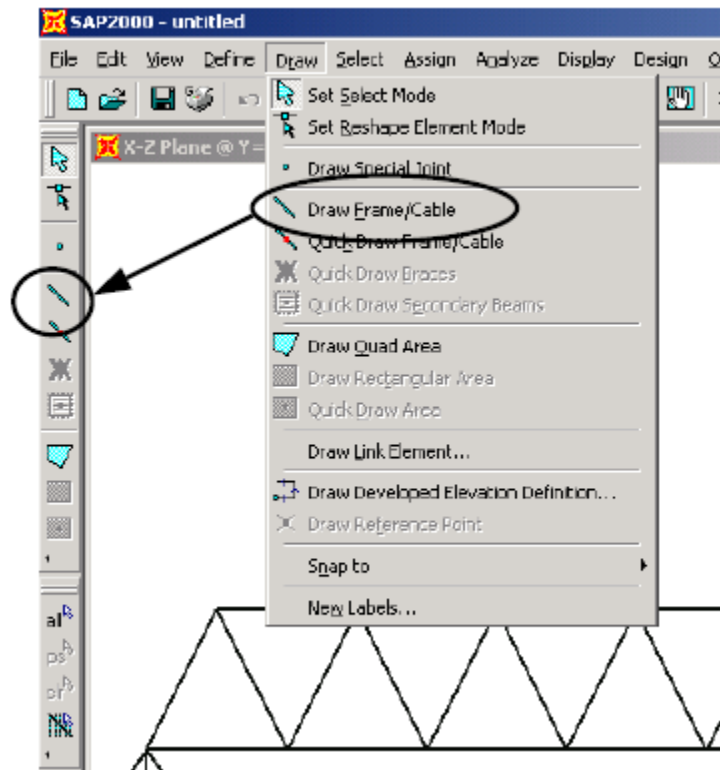 SAP2000 - untitled
File Edit View Define Draw Select Assign Analyze Display Design O
X-Z Plane @ Y=
Set Select Mode
Set Reshape Element Mode
Draw Special Joint
Draw Frame/Cable
Quick Draw Frame/Cable
Quick Draw Braces
Quick Draw Secondary Beams
Draw Quad Area
Draw Rectangular Area
Quick Draw Area
Draw Link Element...
Draw Developed Elevation Definition...
Draw Reference Point
Snap to
New Labels...
al
ps
clr